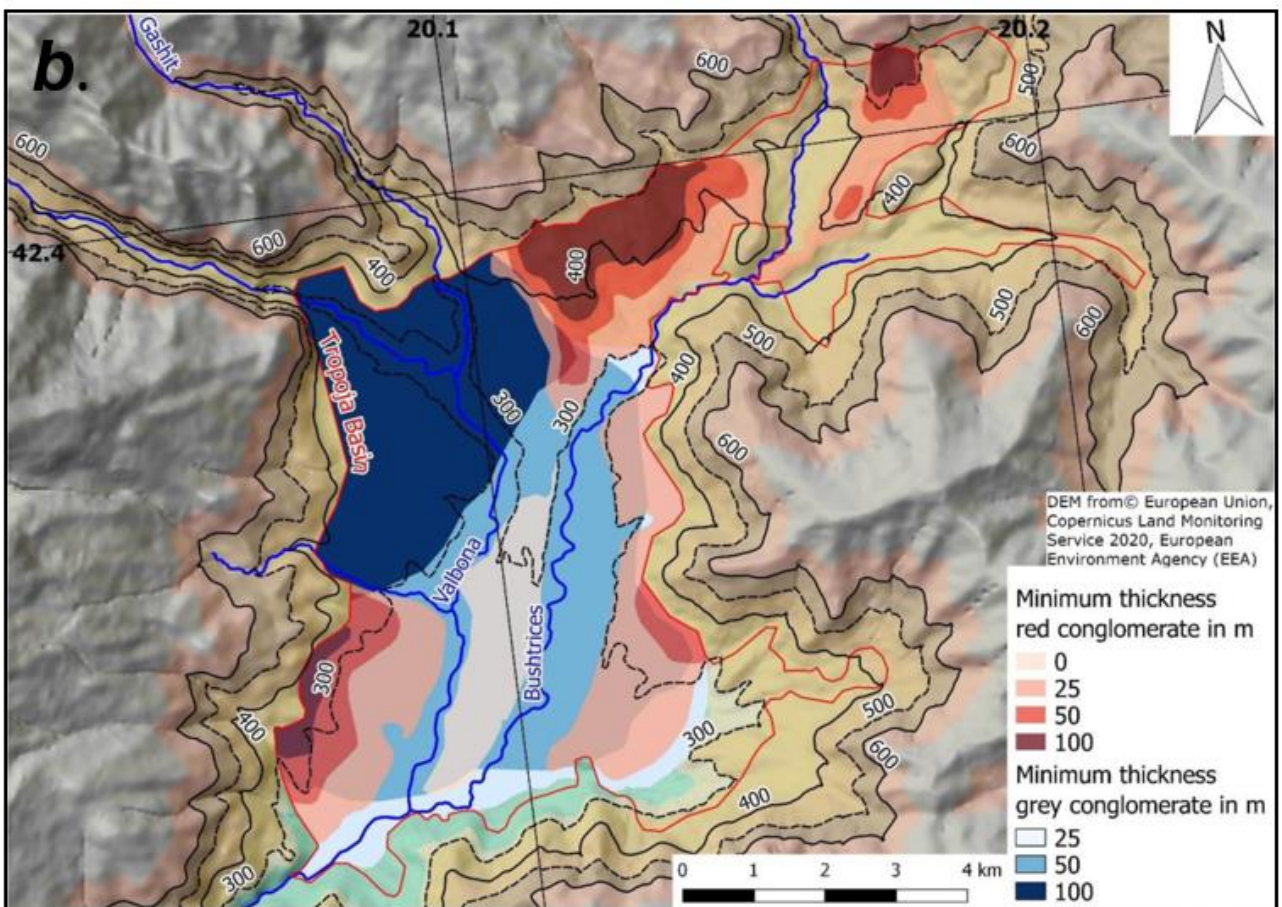 b.
Gashit
20.1
20.2
N
600
500
600
600
400
600
42.4
400
400
500
500
600
Tropoja Basin
300
300
400
600
DEM from© European Union,
Copernicus Land Monitoring
Service 2020, European
Environment Agency (EEA)
Valbona
Bushtrices
300
400
300
500
600
400
300
Minimum thickness
red conglomerate in m
0
25
50
100
Minimum thickness
grey conglomerate in m
25
50
100
0 1 2 3 4 km